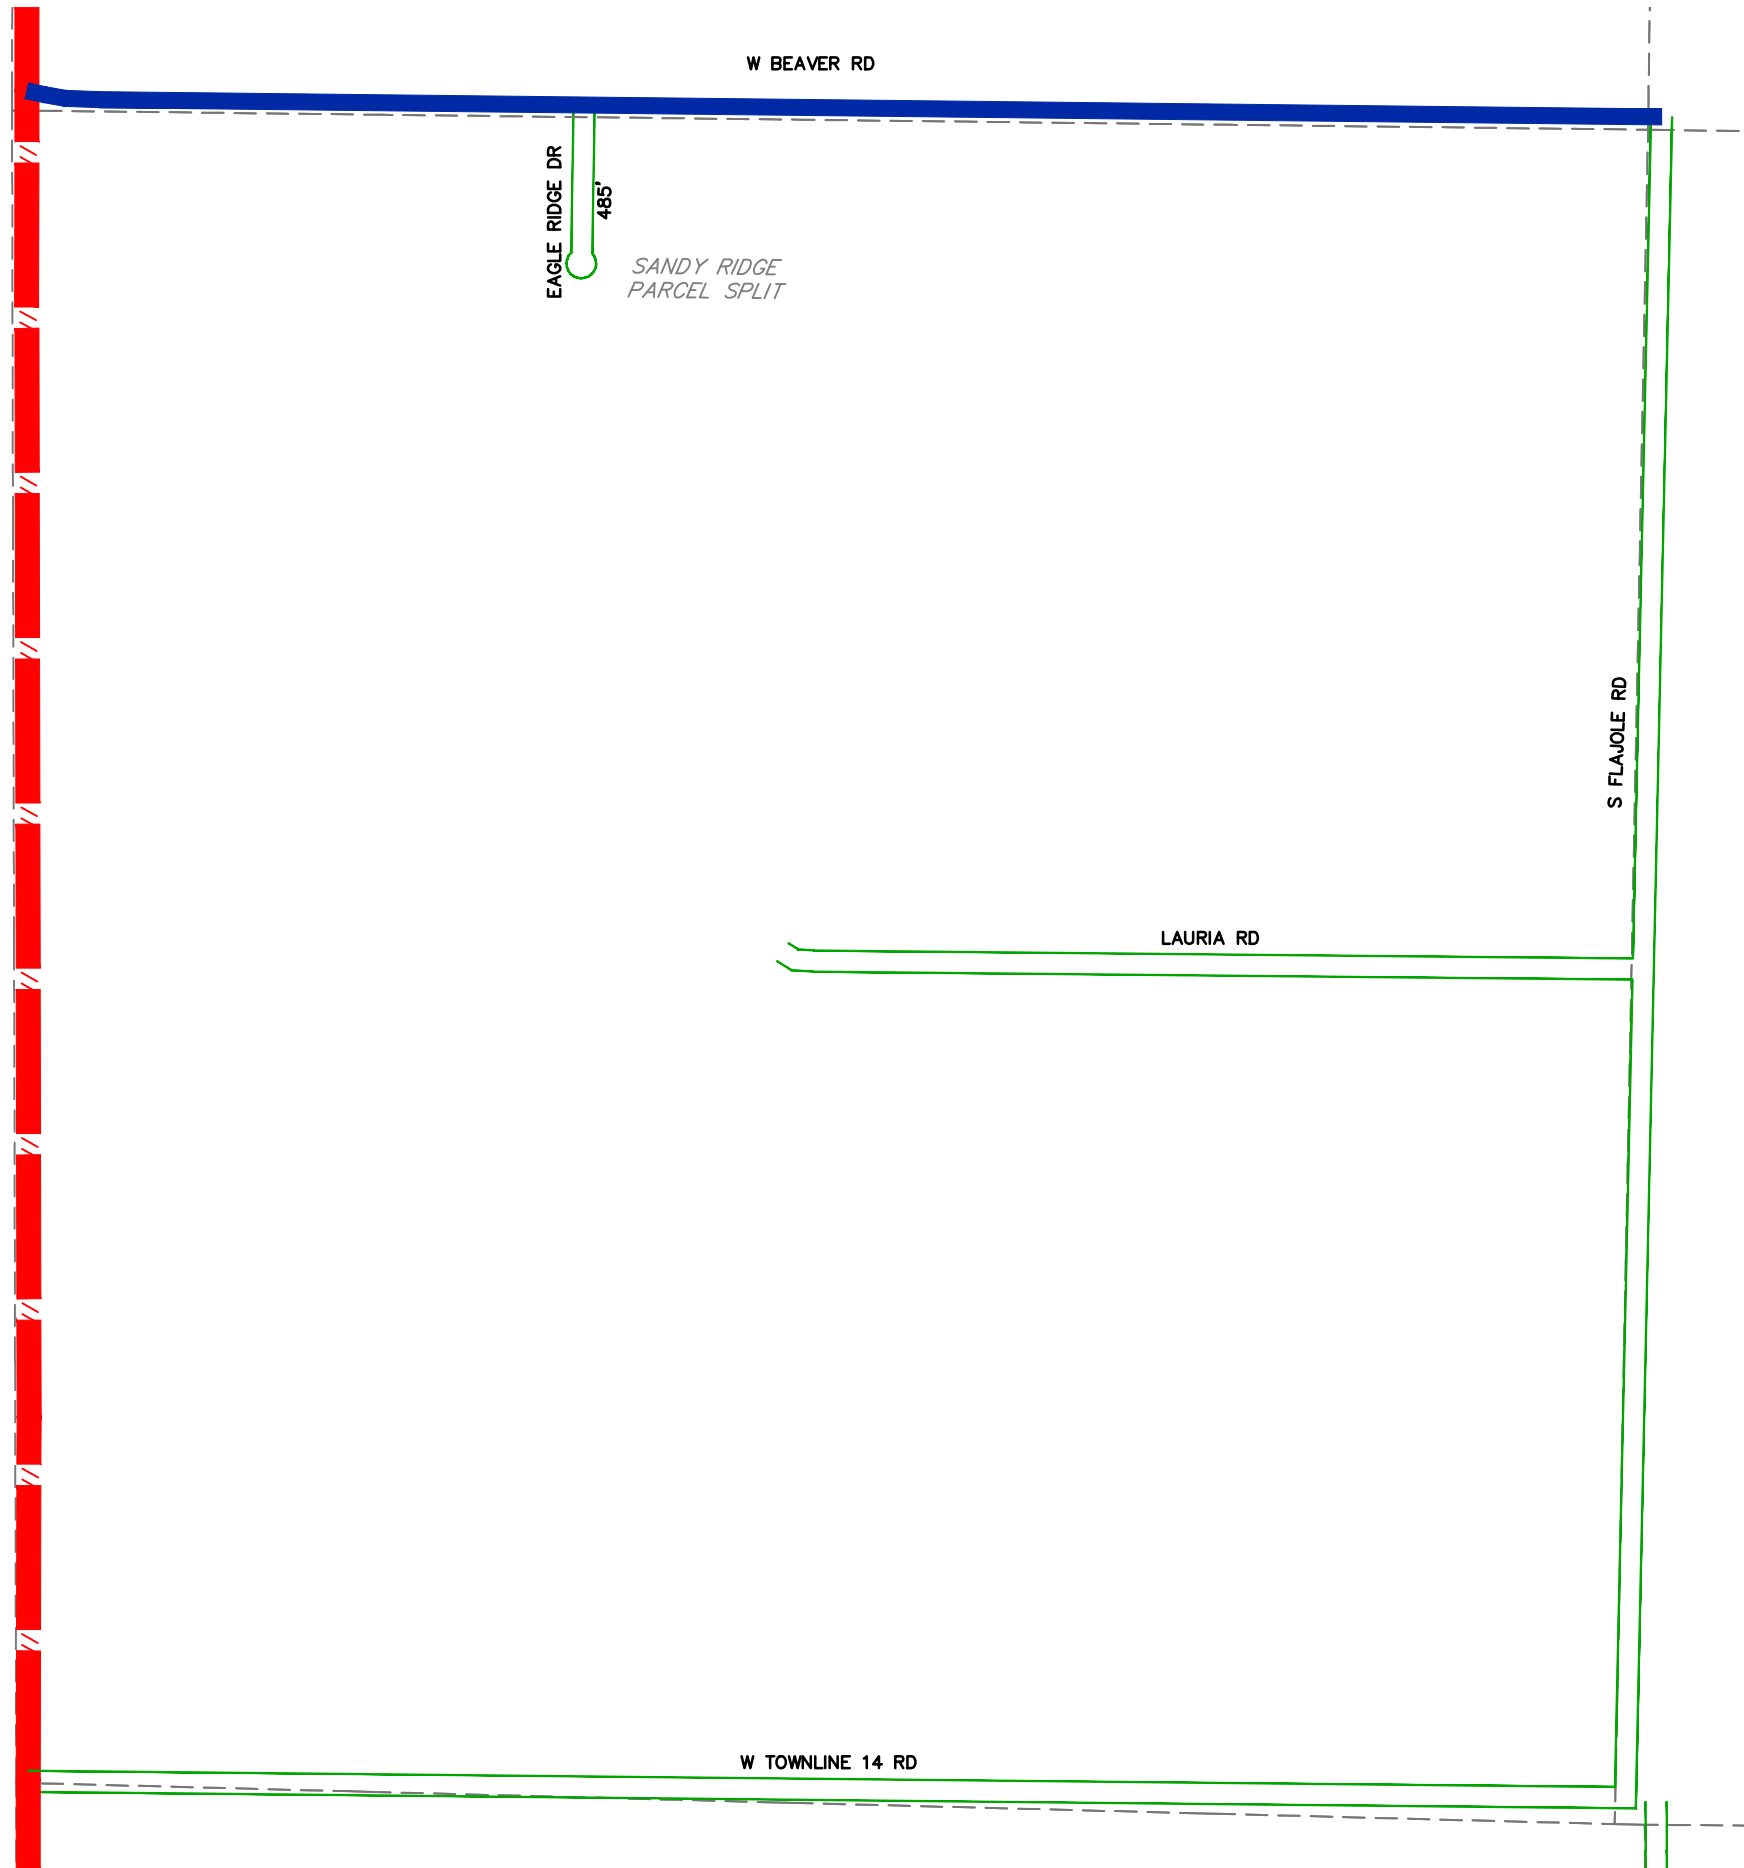 W BEAVER RD
EAGLE RIDGE DR
485'
SANDY RIDGE
PARCEL SPLIT
S FLAJOLE RD
LAURIA RD
W TOWNLINE 14 RD